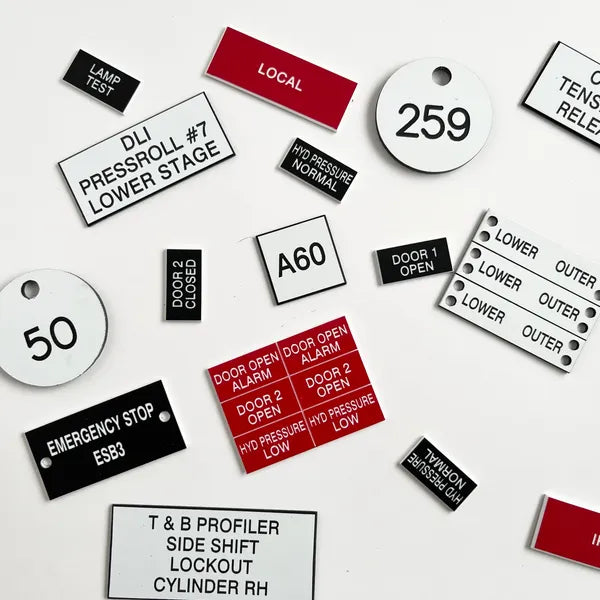 LAMP
TEST
LOCAL
259
TENS
RELEA
DLI
PRESSROLL #7
LOWER STAGE
HYD PRESSURE
NORMAL
A60
DOOR 1
OPEN
DOOR 2
CLOSED
LOWER OUTER
LOWER OUTER
LOWER OUTER
50
DOOR OPEN
ALARM
DOOR OPEN
ALARM
DOOR 2
OPEN
DOOR 2
OPEN
HYD PRESSURE
LOW
HYD PRESSURE
LOW
EMERGENCY STOP
ESB3
HYD PRESSURE
NORMAL
T & B PROFILER
SIDE SHIFT
LOCKOUT
CYLINDER RH